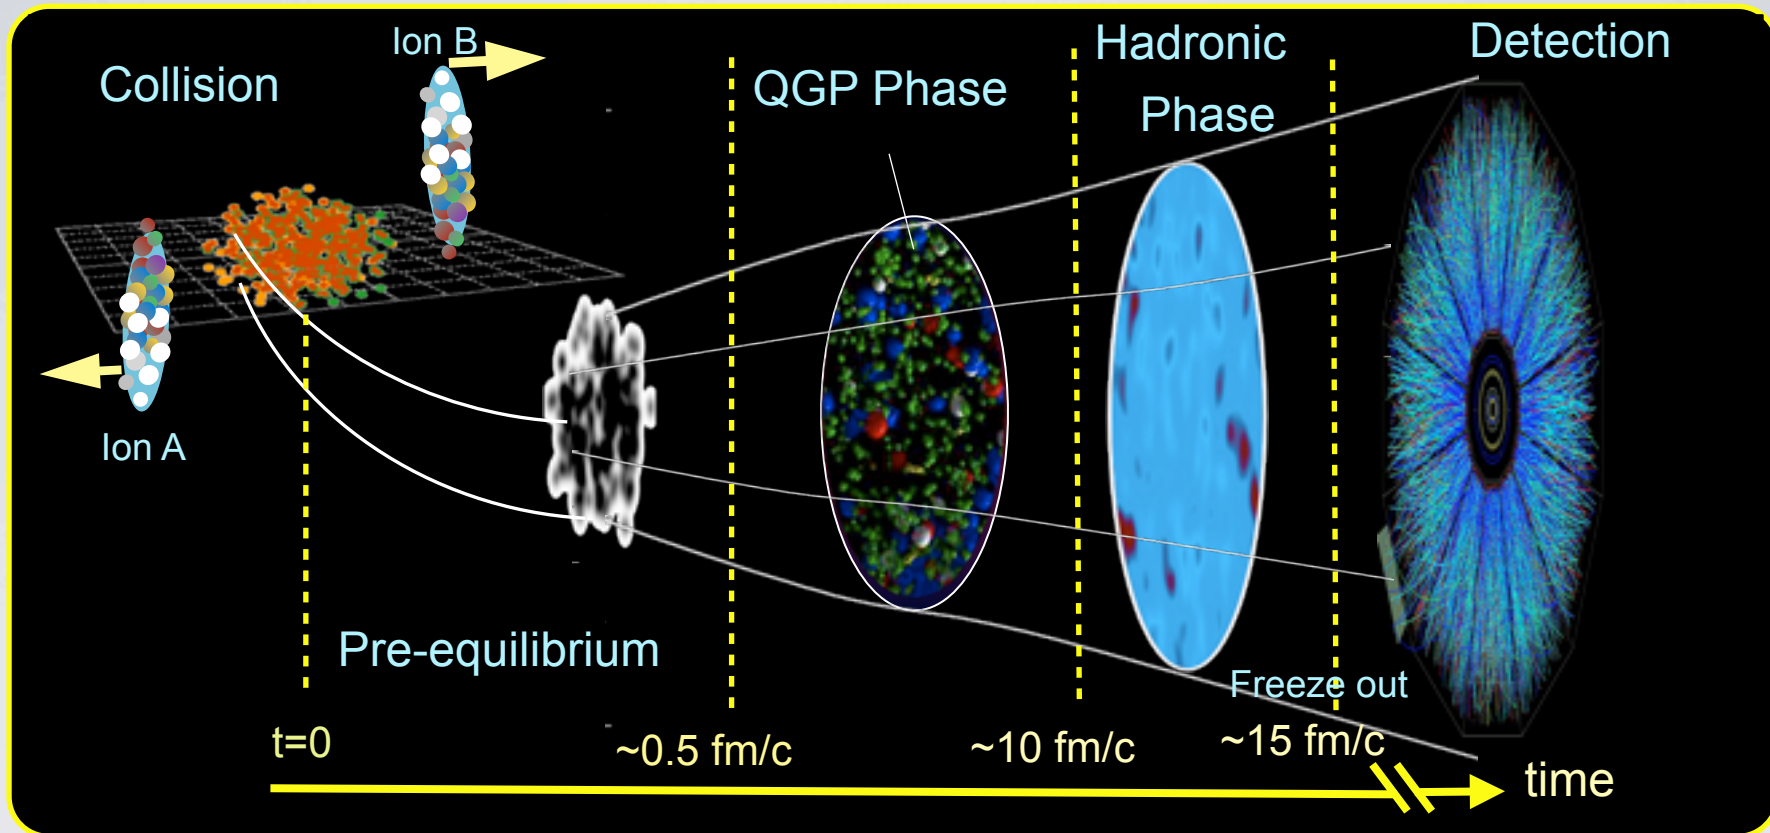 Collision
Ion B
QGP Phase
Hadronic
Phase
Detection
Ion A
Pre-equilibrium
Freeze out
t=0
~0.5 fm/c
~10 fm/c
~15 fm/c
time